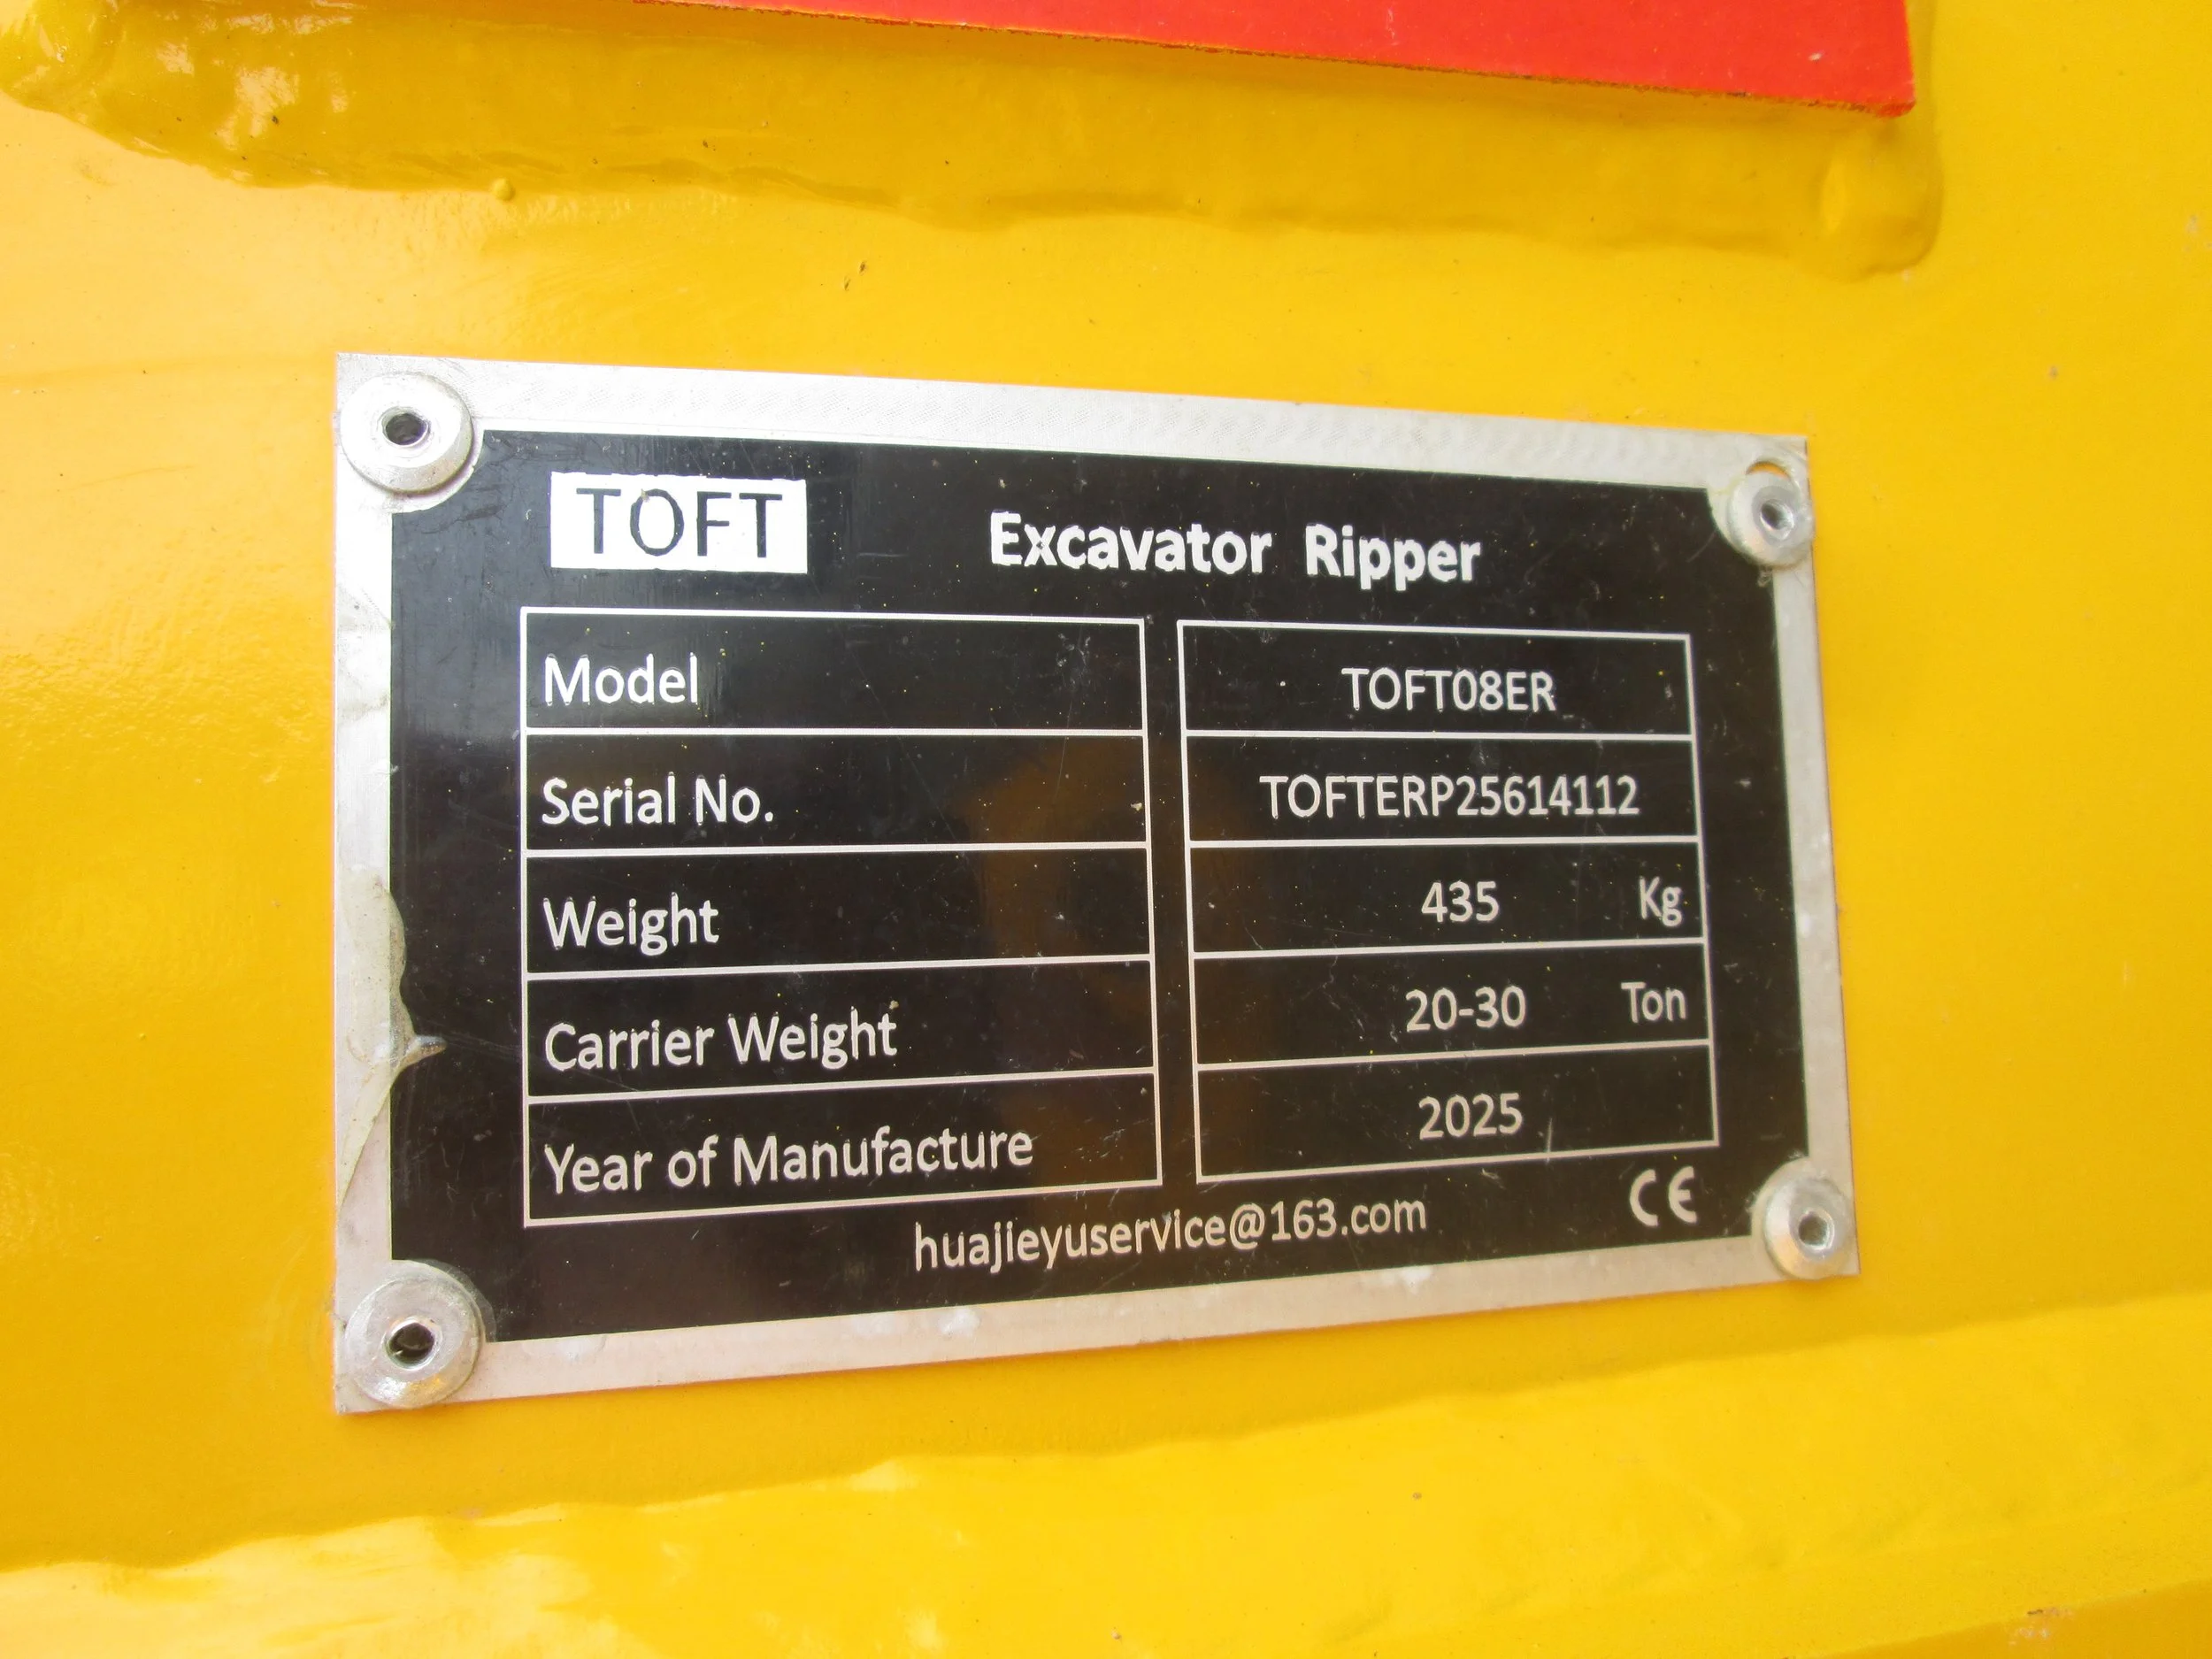 TOFT Excavator Ripper
Model TOFT08ER
Serial No. TOFTERP25614112
Weight 435 Kg
Carrier Weight 20-30 Ton
Year of Manufacture 2025
huajieyuservice@163.com CE